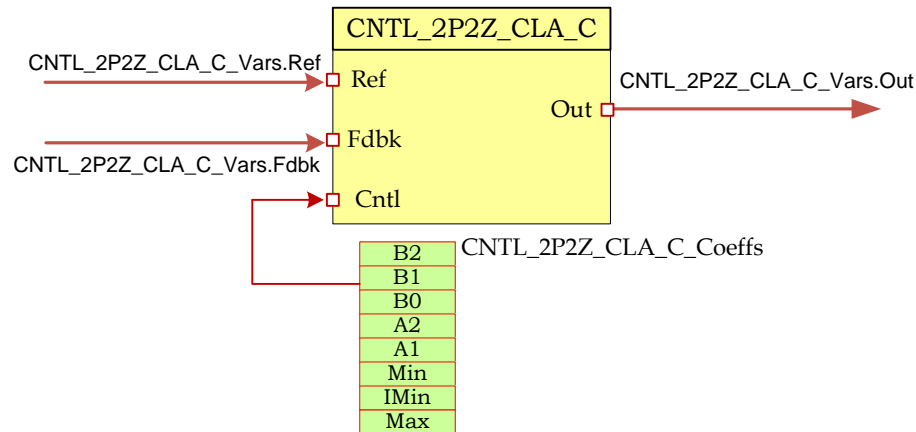 CNTL_2P2Z_CLA_C
CNTL_2P2Z_CLA_C_Vars.Ref
Ref
CNTL_2P2Z_CLA_C_Vars.Out
Out
Fdbk
CNTL_2P2Z_CLA_C_Vars.Fdbk
Cntl
CNTL_2P2Z_CLA_C_Coeffs
B2
B1
B0
A2
A1
Min
IMin
Max